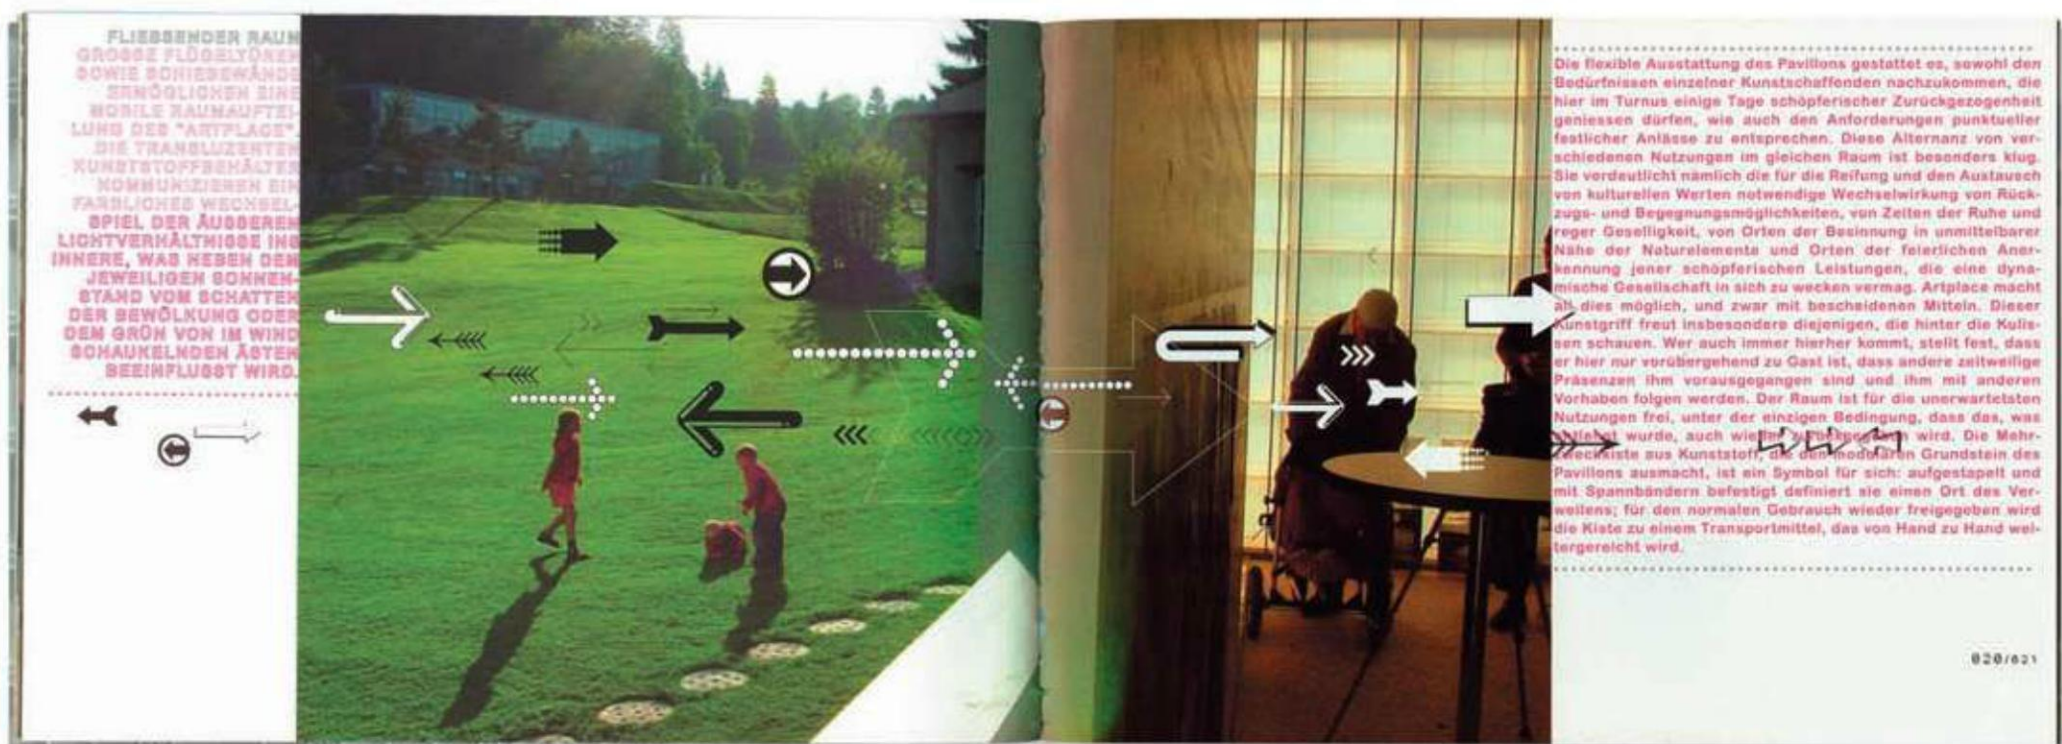 FLIESSENDER RAUM
GROSSE FLÜGELTÜREN
SOWIE SCHIEBEWÄNDE
ERMÖGLICHEN EINE
MOBILE RAUMAUFTEI-
LUNG DES "ARTPLACE".
DIE TRANSLUZENTEN
KUNSTSTOFFBEHÄLTER
KOMMUNIZIEREN EIN
FARBLICHES WECHSEL-
SPIEL DER ÄUSSEREN
LICHTVERHÄLTNISSE INS
INNERE, WAS NEBEN DEM
JEWEILIGEN SONNEN-
STAND VOM SCHATTEN
DER BEWÖLKUNG ODER
DEM GRÜN VON IM WIND
SCHAUKELNDEN ÄSTEN
BEEINFLUSST WIRD.
Die flexible Ausstattung des Pavillons gestattet es, sowohl den
Bedürfnissen einzelner Kunstschaffenden nachzukommen, die
hier im Turnus einige Tage schöpferischer Zurückgezogenheit
geniessen dürfen, wie auch den Anforderungen punktueller
festlicher Anlässe zu entsprechen. Diese Alternanz von ver-
schiedenen Nutzungen im gleichen Raum ist besonders klug.
Sie verdeutlicht nämlich die für die Reifung und den Austausch
von kulturellen Werten notwendige Wechselwirkung von Rück-
zugs- und Begegnungsmöglichkeiten, von Zeiten der Ruhe und
reger Geselligkeit, von Orten der Besinnung in unmittelbarer
Nähe der Naturelemente und Orten der feierlichen Aner-
kennung jener schöpferischen Leistungen, die eine dyna-
mische Gesellschaft in sich zu wecken vermag. Artplace macht
all dies möglich, und zwar mit bescheidenen Mitteln. Dieser
Kunstgriff freut insbesondere diejenigen, die hinter die Kulis-
sen schauen. Wer auch immer hierher kommt, stellt fest, dass
er hier nur vorübergehend zu Gast ist, dass andere zeitweilige
Präsenzen ihm vorausgegangen sind und ihm mit anderen
Vorhaben folgen werden. Der Raum ist für die unerwartetsten
Nutzungen frei, unter der einzigen Bedingung, dass das, was
wurde, auch wieder wird. Die Mehr-
zweckkiste aus Kunststoff, die den modularen Grundstein des
Pavillons ausmacht, ist ein Symbol für sich: aufgestapelt und
mit Spannbändern befestigt definiert sie einen Ort des Ver-
weilens; für den normalen Gebrauch wieder freigegeben wird
die Kiste zu einem Transportmittel, das von Hand zu Hand wei-
tergereicht wird.
020/021